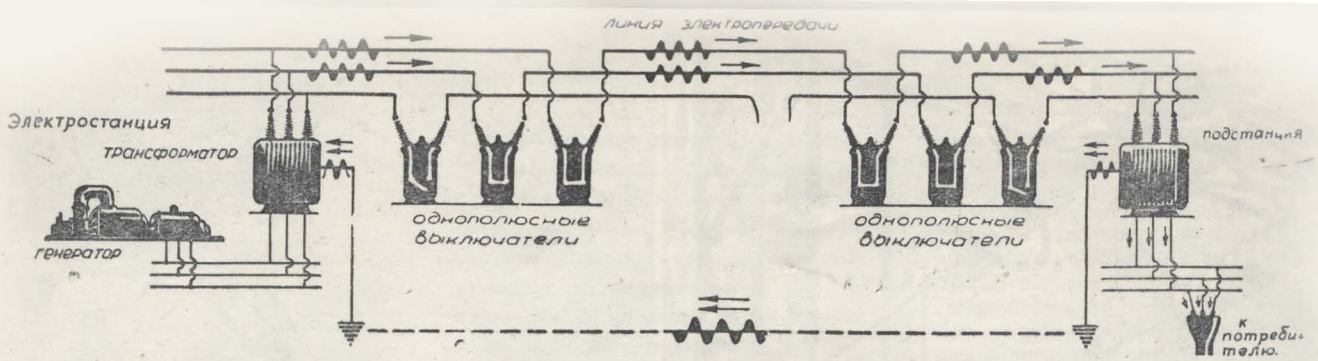 линия электропередачи
Электростанция
трансформатор
подстанция
генератор
однополюсные
выключатели
однополюсные
выключатели
к
потреби-
телю.